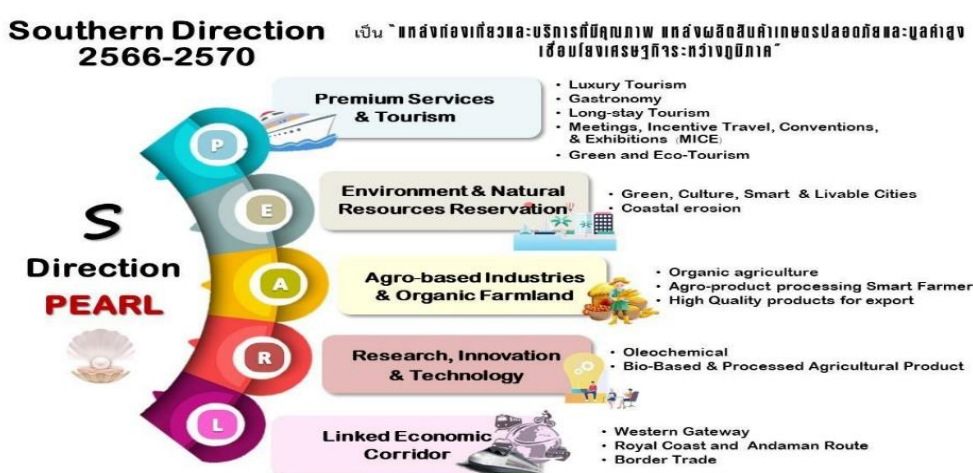 Southern Direction
2566-2570
เป็น "แหล่งท่องเที่ยวและบริการที่มีคุณภาพ แหล่งผลิตสินค้าเกษตรปลอดภัยและมูลค่าสูง
เชื่อมโยงเศรษฐกิจระหว่างภูมิภาค"
S
Direction
PEARL
P
Premium Services
& Tourism
• Luxury Tourism
• Gastronomy
• Long-stay Tourism
• Meetings, Incentive Travel, Conventions,
& Exhibitions (MICE)
• Green and Eco-Tourism
E
Environment & Natural
Resources Reservation
• Green, Culture, Smart & Livable Cities
• Coastal erosion
A
Agro-based Industries
& Organic Farmland
• Organic agriculture
• Agro-product processing Smart Farmer
• High Quality products for export
R
Research, Innovation
& Technology
• Oleochemical
• Bio-Based & Processed Agricultural Product
L
Linked Economic
Corridor
• Western Gateway
• Royal Coast and Andaman Route
• Border Trade